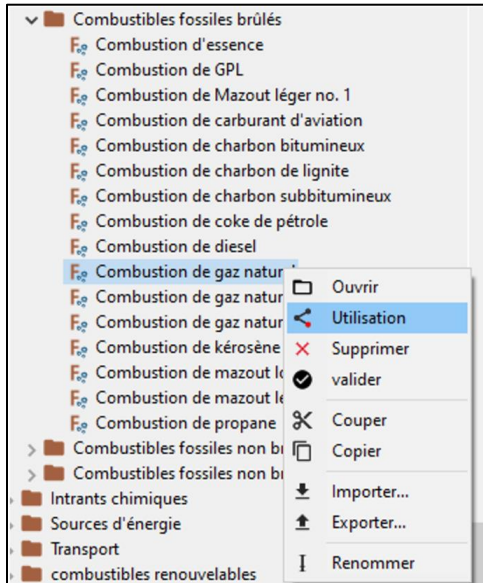 Combustibles fossiles brûlés
Combustion d'essence
Combustion de GPL
Combustion de Mazout léger no. 1
Combustion de carburant d'aviation
Combustion de charbon bitumineux
Combustion de charbon de lignite
Combustion de charbon subbitumineux
Combustion de coke de pétrole
Combustion de diesel
Combustion de gaz
Combustion de gaz
Combustion de gaz
Combustion de kérosène
Combustion de mazout
Combustion de mazout
Combustion de propane
Combustibles fossiles non
Combustibles fossiles non
Intrants chimiques
Sources d'énergie
Transport
combustibles renouvelables
Ouvrir
Utilisation
Supprimer
valider
Couper
Copier
Importer...
Exporter...
Renommer